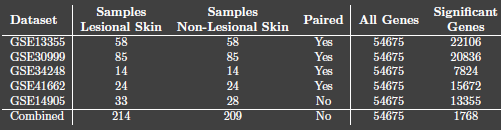 Dataset Samples Lesional Skin Samples Non-Lesional Skin Paired All Genes Significant Genes
GSE13355 58 58 Yes 54675 22106
GSE30999 85 85 Yes 54675 20836
GSE34248 14 14 Yes 54675 7824
GSE41662 24 24 Yes 54675 15672
GSE14905 33 28 No 54675 13355
Combined 214 209 No 54675 1768